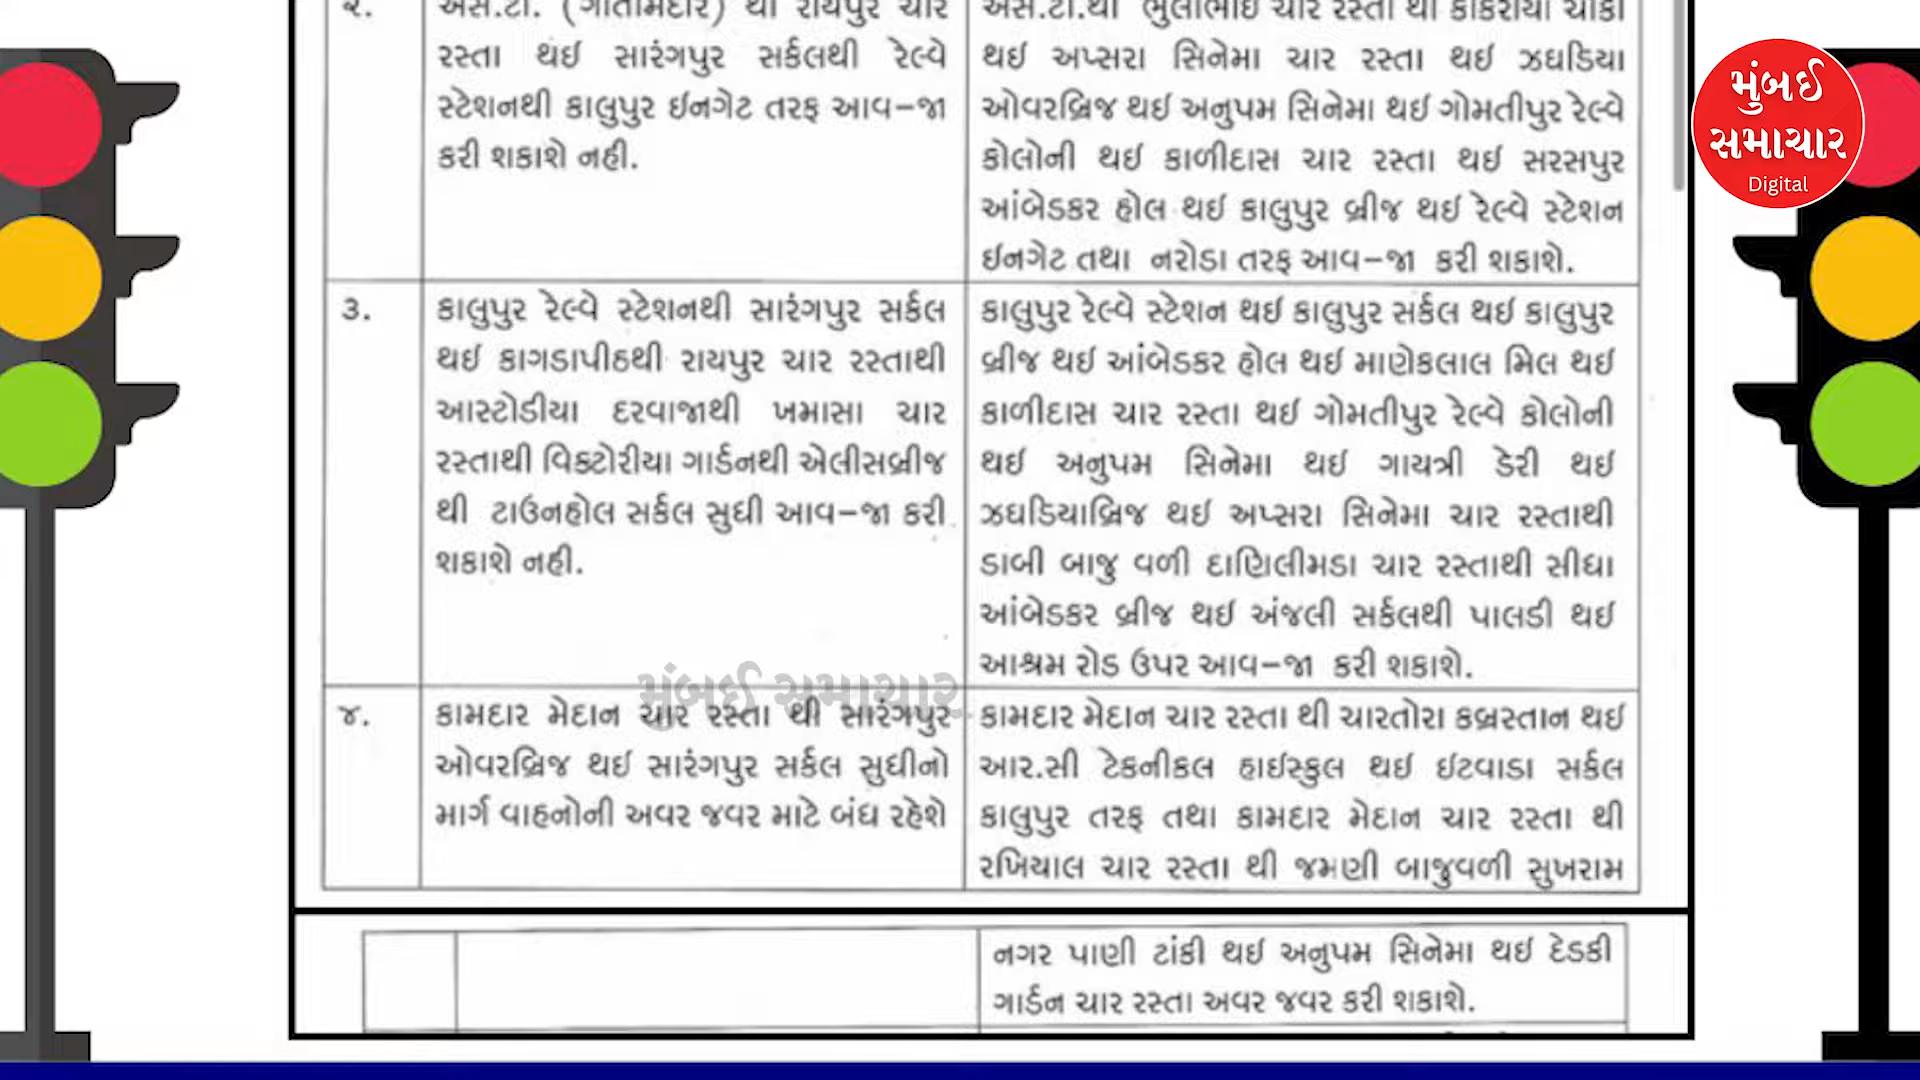 ૨.
એસ.ટી. (ગીતામંદિર) થી રાયપુર ચાર
રસ્તા થઇ સારંગપુર સર્કલથી રેલ્વે
સ્ટેશનથી કાલુપુર ઇનગેટ તરફ આવ-જા
કરી શકાશે નહી.
એસ.ટી.થી ભુલાભાઇ ચાર રસ્તા થી કાંકરીયા ચોકી
થઇ અપ્સરા સિનેમા ચાર રસ્તા થઇ ઝઘડિયા
ઓવરબ્રિજ થઇ અનુપમ સિનેમા થઇ ગોમતીપુર રેલ્વે
કોલોની થઇ કાળીદાસ ચાર રસ્તા થઇ સરસપુર
આંબેડકર હોલ થઇ કાલુપુર બ્રીજ થઇ રેલ્વે સ્ટેશન
ઇનગેટ તથા નરોડા તરફ આવ-જા કરી શકાશે.
૩.
કાલુપુર રેલ્વે સ્ટેશનથી સારંગપુર સર્કલ
થઇ કાગડાપીઠથી રાયપુર ચાર રસ્તાથી
આસ્ટોડીયા દરવાજાથી ખમાસા ચાર
રસ્તાથી વિક્ટોરીયા ગાર્ડનથી એલીસબ્રીજ
થી ટાઉનહોલ સર્કલ સુધી આવ-જા કરી
શકાશે નહી.
કાલુપુર રેલ્વે સ્ટેશન થઇ કાલુપુર સર્કલ થઇ કાલુપુર
બ્રીજ થઇ આંબેડકર હોલ થઇ માણેકલાલ મિલ થઇ
કાળીદાસ ચાર રસ્તા થઇ ગોમતીપુર રેલ્વે કોલોની
થઇ અનુપમ સિનેમા થઇ ગાયત્રી ડેરી થઇ
ઝઘડિયાબ્રિજ થઇ અપ્સરા સિનેમા ચાર રસ્તાથી
ડાબી બાજુ વળી દાણિલીમડા ચાર રસ્તાથી સીધા
આંબેડકર બ્રીજ થઇ અંજલી સર્કલથી પાલડી થઇ
આશ્રમ રોડ ઉપર આવ-જા કરી શકાશે.
૪.
કામદાર મેદાન ચાર રસ્તા થી સારંગપુર
ઓવરબ્રિજ થઇ સારંગપુર સર્કલ સુધીનો
માર્ગ વાહનોની અવર જવર માટે બંધ રહેશે
કામદાર મેદાન ચાર રસ્તા થી ચારતોરા કબ્રસ્તાન થઇ
આર.સી ટેકનીકલ હાઇસ્કુલ થઇ ઇટવાડા સર્કલ
કાલુપુર તરફ તથા કામદાર મેદાન ચાર રસ્તા થી
રખિયાલ ચાર રસ્તા થી જમણી બાજુવળી સુખરામ
નગર પાણી ટાંકી થઇ અનુપમ સિનેમા થઇ દેડકી
ગાર્ડન ચાર રસ્તા અવર જવર કરી શકાશે.
મુંબઈ સમાચાર
મુંબઈ
સમાચાર
Digital